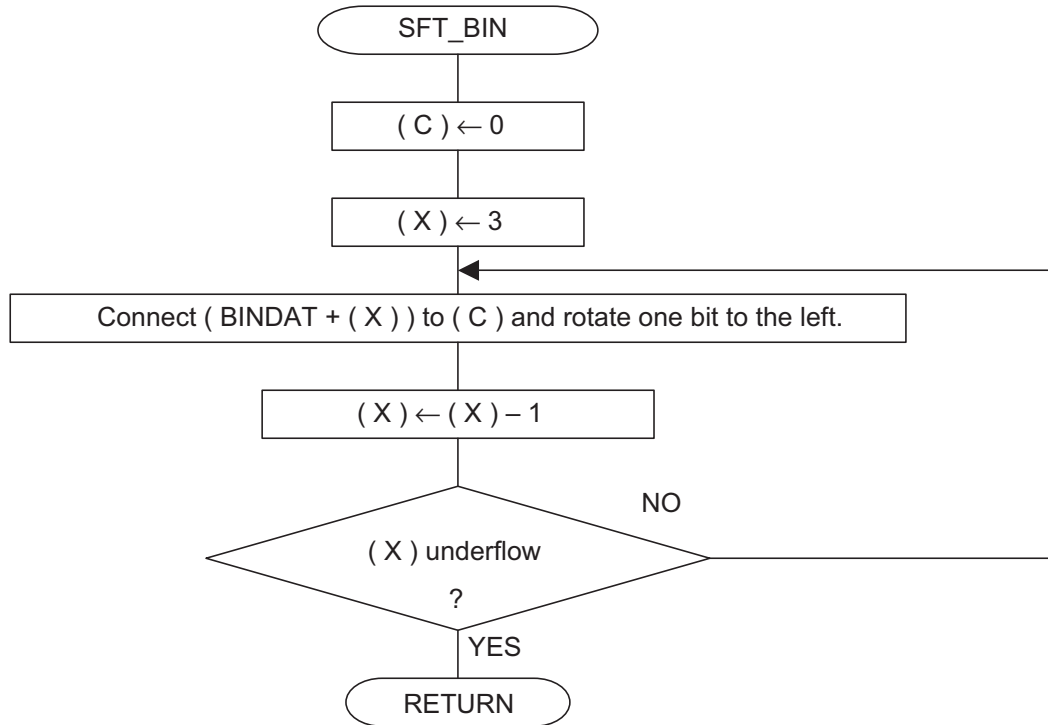 SFT_BIN
( C ) ← 0
( X ) ← 3
Connect ( BINDAT + ( X ) ) to ( C ) and rotate one bit to the left.
( X ) ← ( X ) – 1
NO
( X ) underflow
?
YES
RETURN